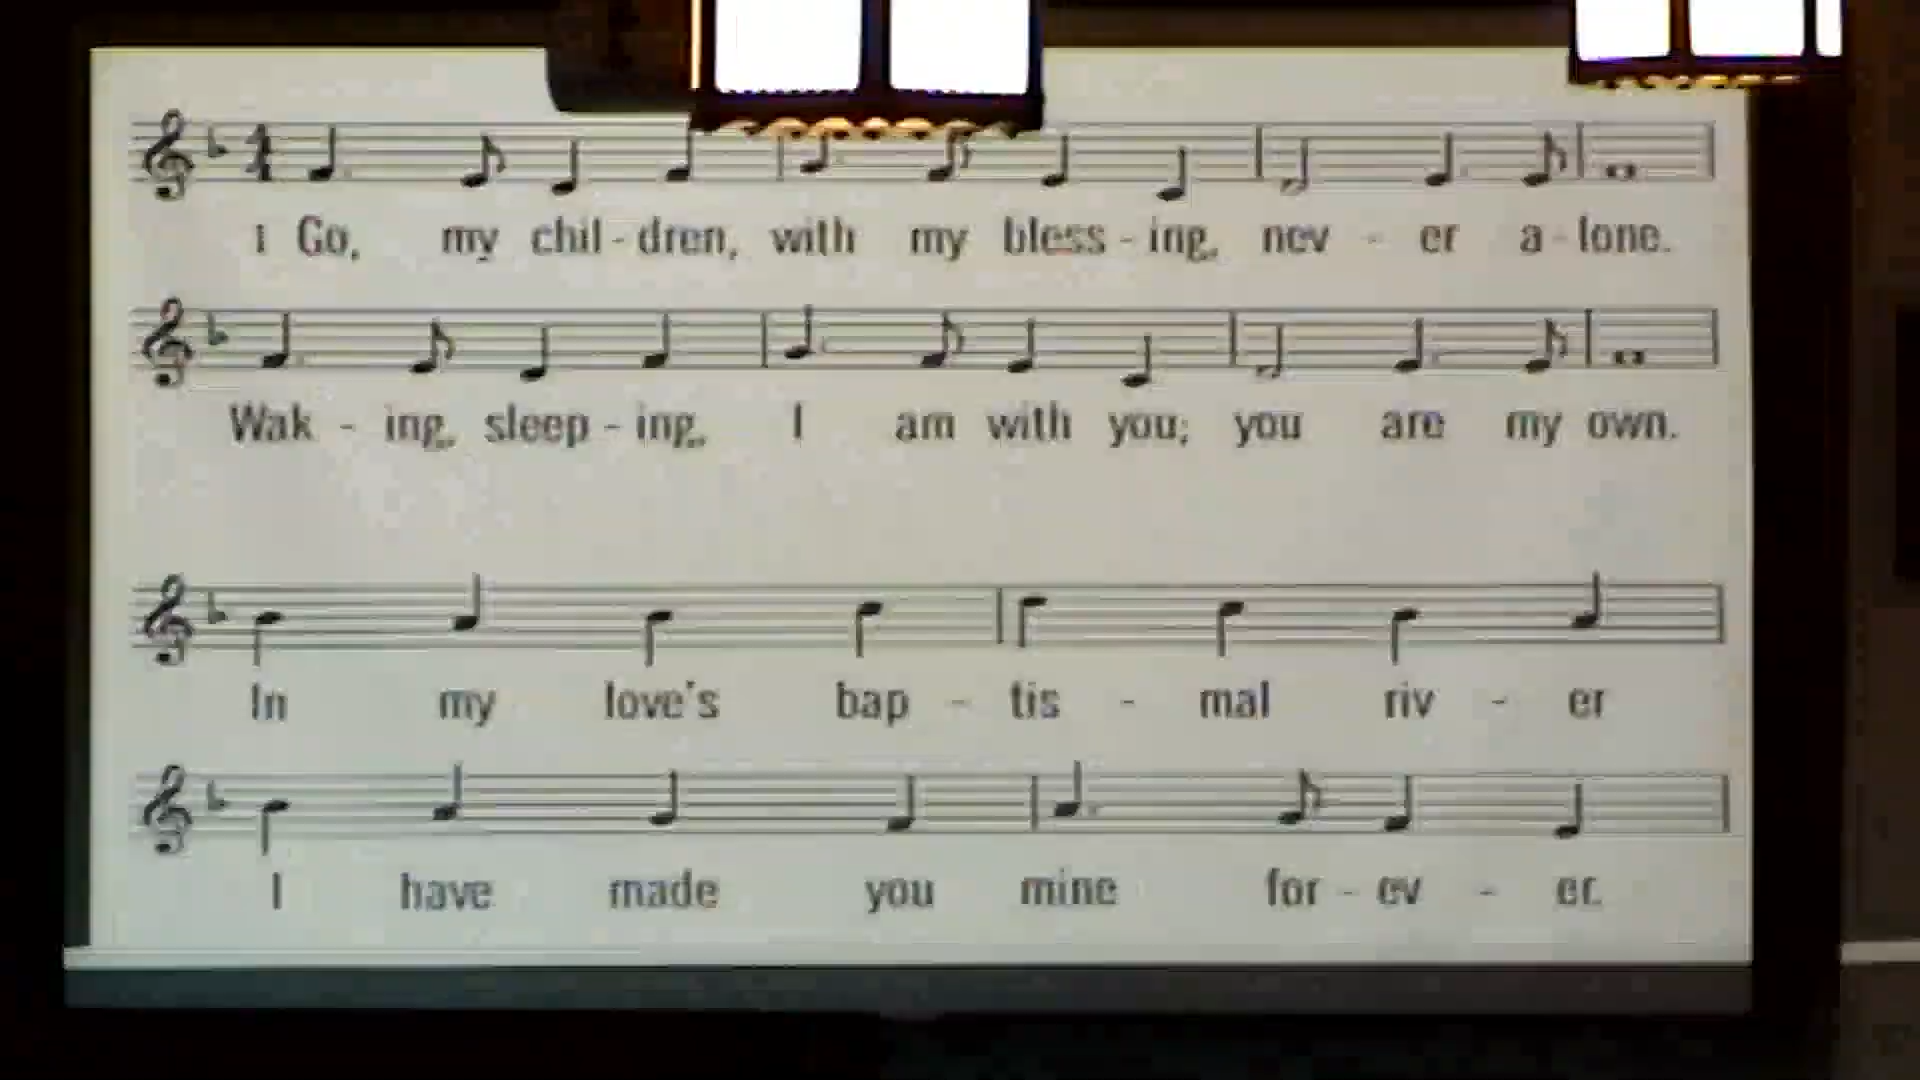 1 Go, my chil - dren, with my bless - ing, nev - er a - lone.
Wak - ing, sleep - ing, I am with you; you are my own.
In my love's bap - tis - mal riv - er
I have made you mine for - ev - er.